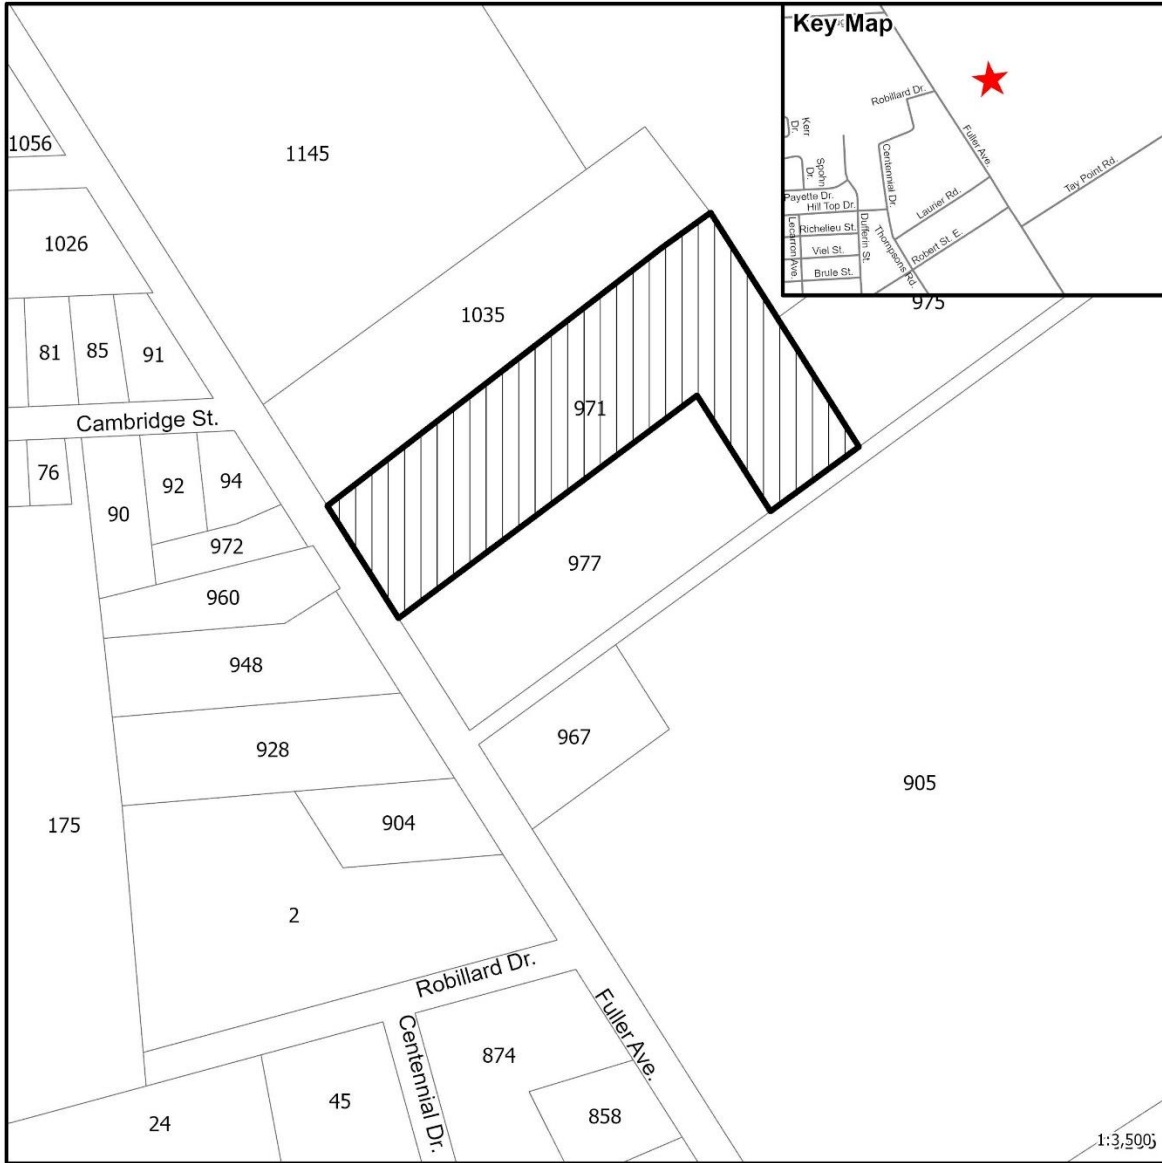 Key Map
Robillard Dr.
Kerr Dr.
Fuller Ave.
Spohn Dr.
Centennial Dr.
Tay Point Rd.
Payette Dr.
Hill Top Dr.
Laurier Rd.
Lecarron Ave.
Richelieu St.
Dufferin St.
Thompsons Rd.
Robert St. E.
Viel St.
Brule St.
1056
1145
1026
975
1035
81
85
91
971
Cambridge St.
76
92
94
90
972
977
960
948
967
928
905
904
175
2
Robillard Dr.
Fuller Ave.
Centennial Dr.
874
45
858
24
1:3,500